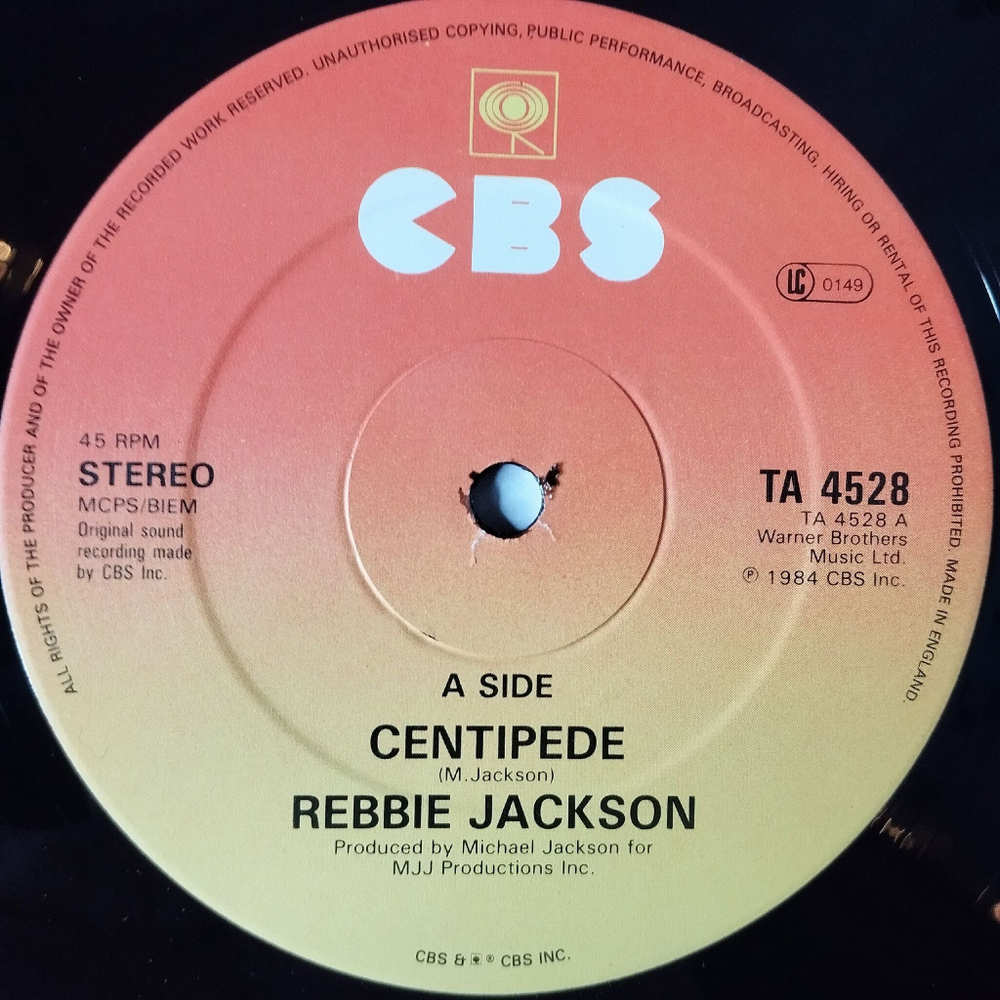 ALL RIGHTS OF THE PRODUCER AND OF THE OWNER OF THE RECORDED WORK RESERVED. UNAUTHORISED COPYING, PUBLIC PERFORMANCE, BROADCASTING, HIRING OR RENTAL OF THIS RECORDING PROHIBITED. MADE IN ENGLAND.
CBS
LC 0149
45 RPM
STEREO
MCPS/BIEM
Original sound
recording made
by CBS Inc.
TA 4528
TA 4528 A
Warner Brothers
Music Ltd.
℗ 1984 CBS Inc.
A SIDE
CENTIPEDE
(M.Jackson)
REBBIE JACKSON
Produced by Michael Jackson for
MJJ Productions Inc.
CBS & ® CBS INC.